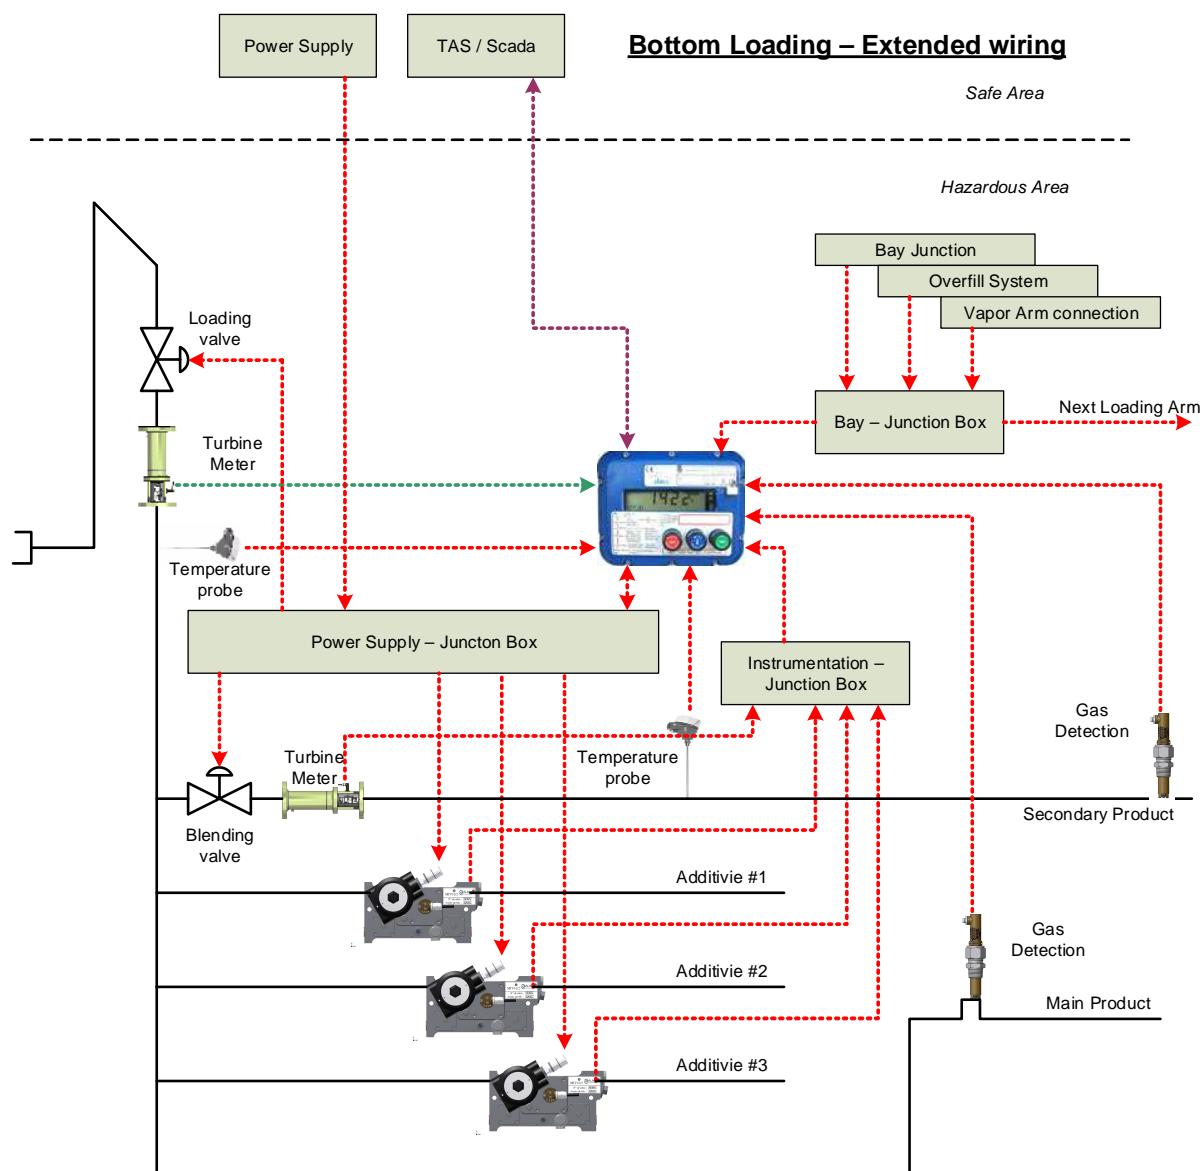 Power Supply
TAS / Scada
Bottom Loading – Extended wiring
Safe Area
Hazardous Area
Bay Junction
Overfill System
Vapor Arm connection
Loading
valve
Next Loading Arm
Bay – Junction Box
Turbine
Meter
1422
Temperature
probe
Power Supply – Juncton Box
Instrumentation –
Junction Box
Gas
Detection
Turbine
Meter
Temperature
probe
Secondary Product
Blending
valve
Additivie #1
Gas
Detection
Additivie #2
Main Product
Additivie #3